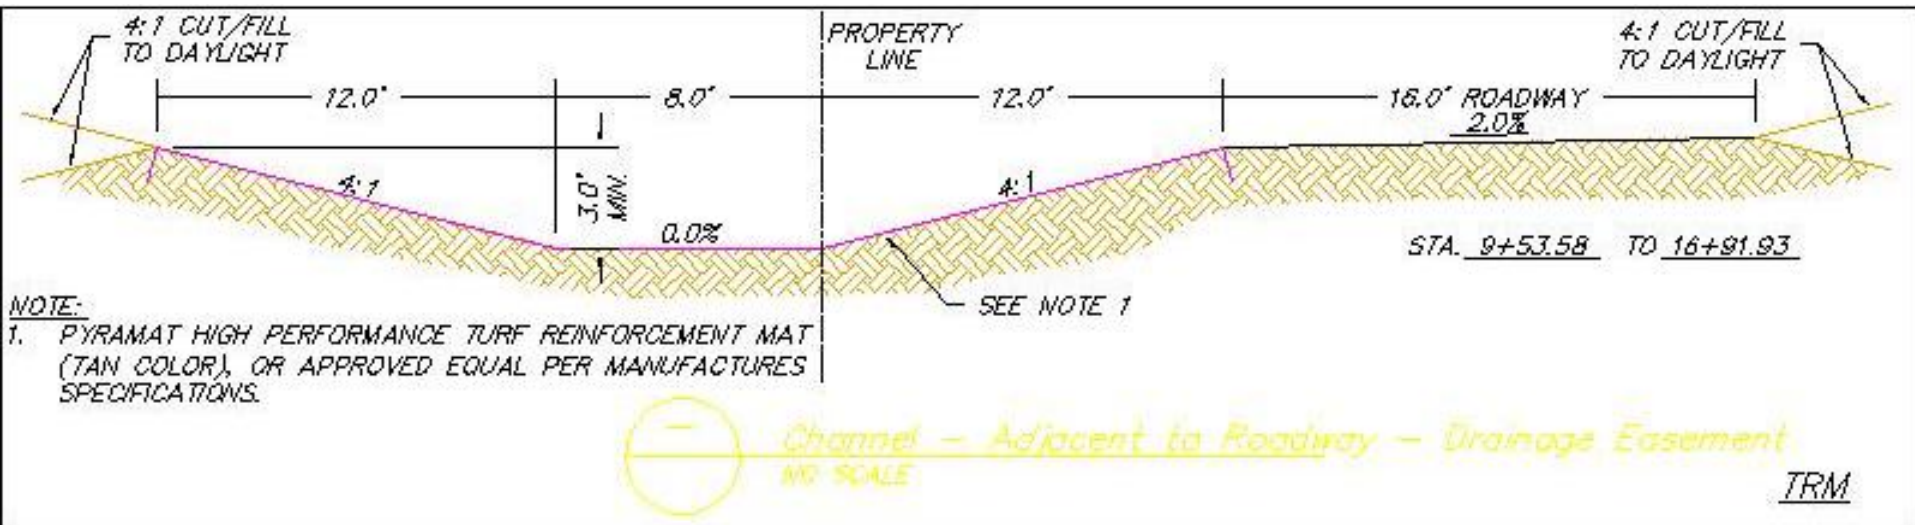 4:1 CUT/FILL
TO DAYLIGHT
PROPERTY
LINE
4:1 CUT/FILL
TO DAYLIGHT
12.0'
8.0'
12.0'
16.0' ROADWAY
2.0%
4:1
3.0'
MIN.
0.0%
4:1
STA. 9+53.58 TO 16+91.93
SEE NOTE 1
NOTE:
1. PYRAMAT HIGH PERFORMANCE TURF REINFORCEMENT MAT
(TAN COLOR), OR APPROVED EQUAL PER MANUFACTURES
SPECIFICATIONS.
Channel - Adjacent to Roadway - Drainage Easement
NO SCALE
TRM